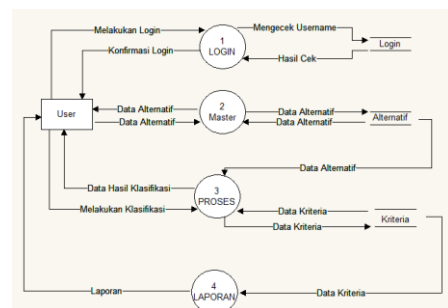 Melakukan Login
1
LOGIN
Mengecek Username
Login
Konfirmasi Login
Hasil Cek
User
Data Alternatif
Data Alternatif
2
Master
Data Alternatif
Data Alternatif
Alternatif
Data Alternatif
Data Hasil Klasifikasi
3
PROSES
Melakukan Klasifikasi
Data Kriteria
Data Kriteria
Kriteria
Laporan
4
LAPORAN
Data Kriteria